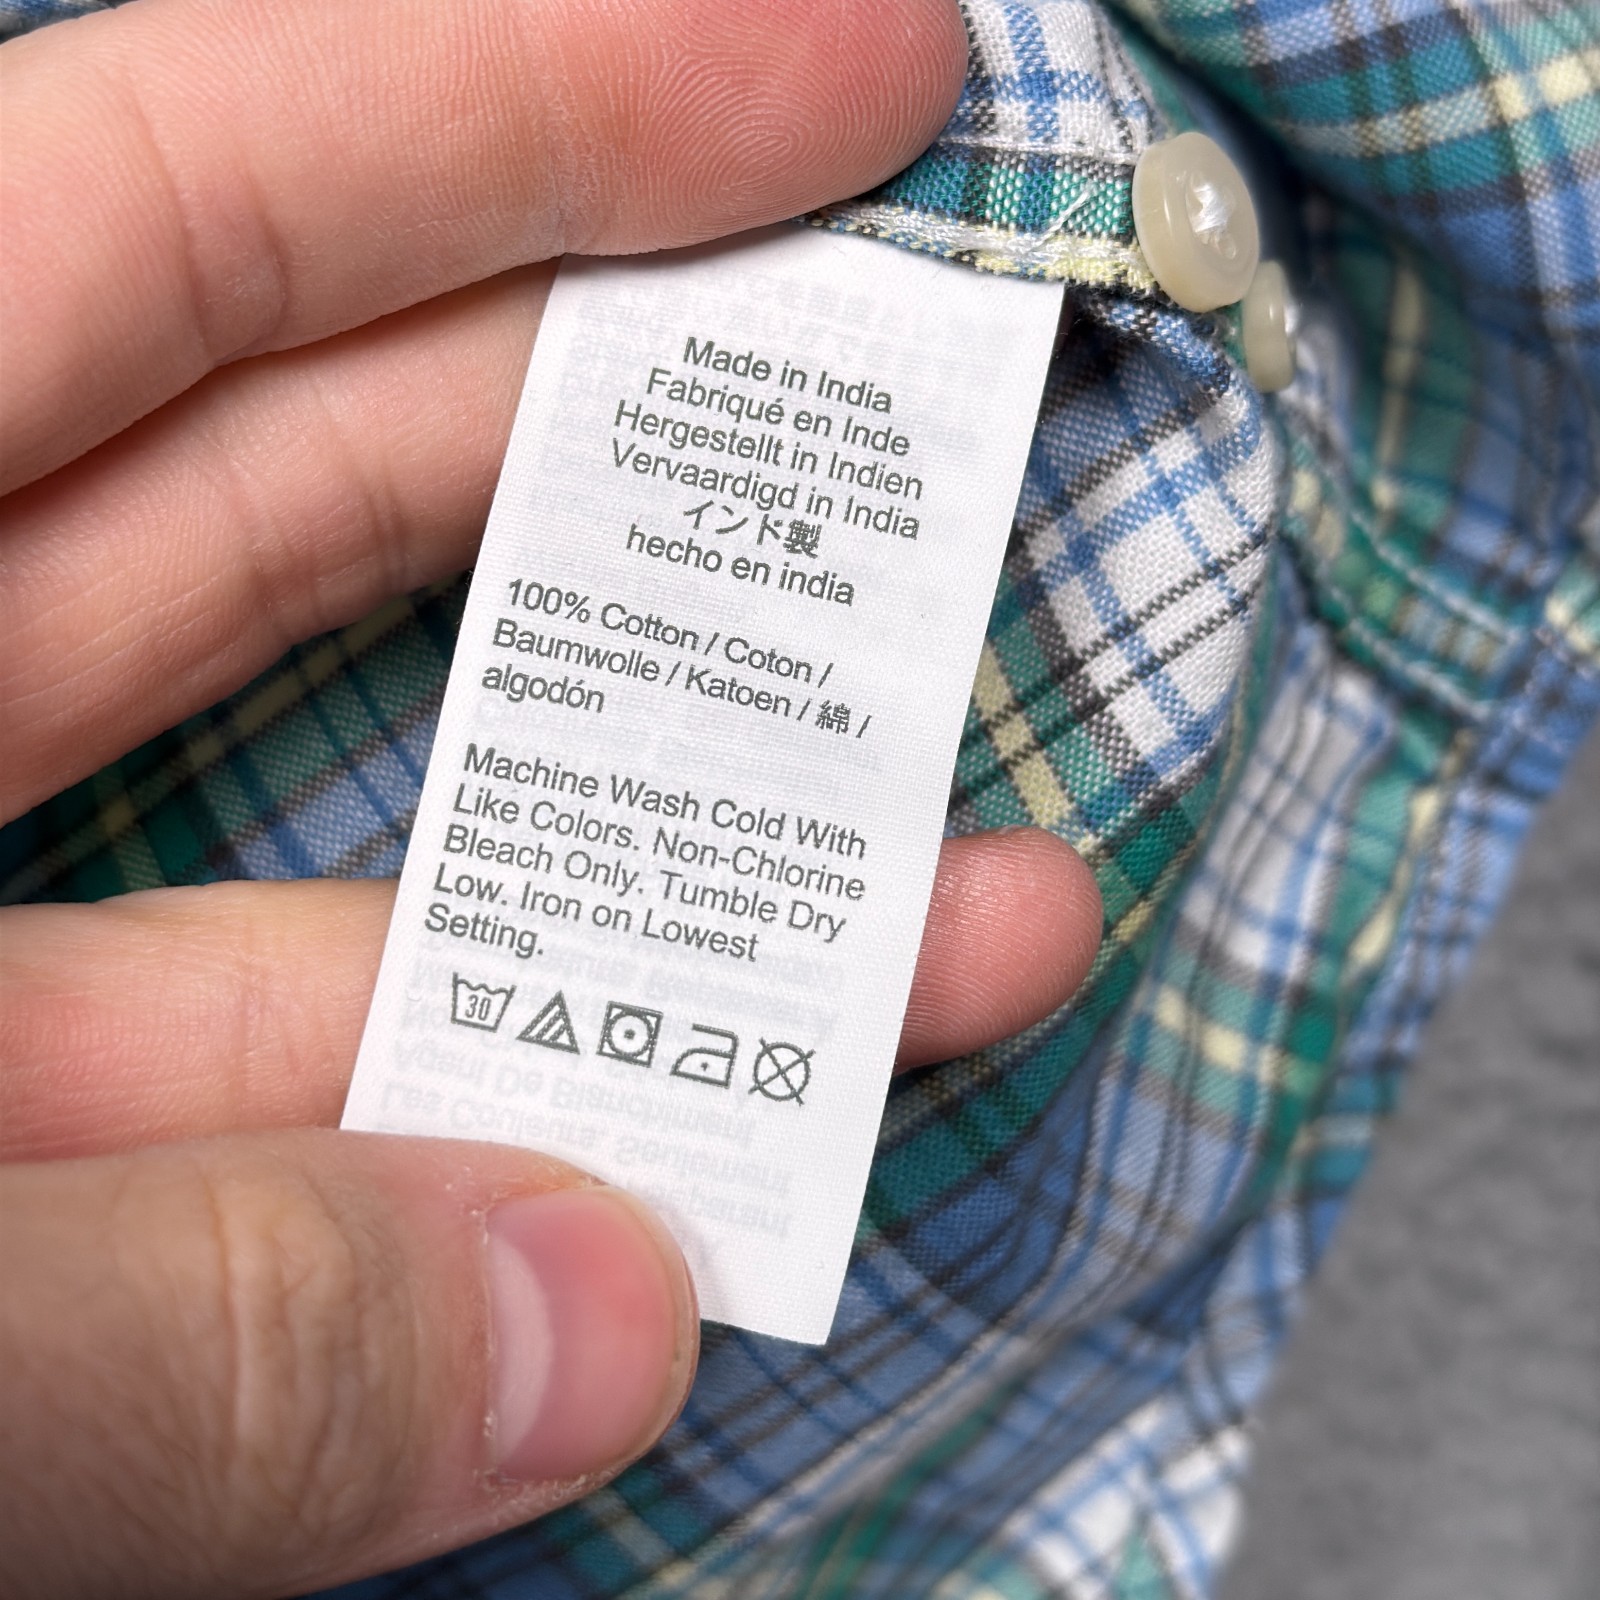 Made in India
Fabriqué en Inde
Hergestellt in Indien
Vervaardigd in India
インド製
hecho en india
100% Cotton / Coton /
Baumwolle / Katoen / 綿 /
algodón
Machine Wash Cold With
Like Colors. Non-Chlorine
Bleach Only. Tumble Dry
Low. Iron on Lowest
Setting.
30